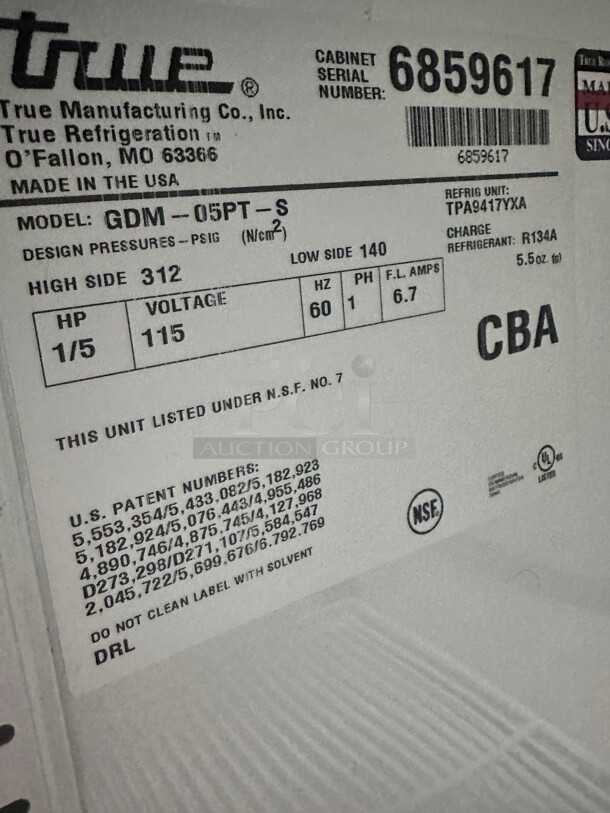 true®
CABINET SERIAL NUMBER: 6859617
6859617
True Manufacturing Co., Inc.
True Refrigeration TM
O'Fallon, MO 63366
MADE IN THE USA
MODEL: GDM-05PT-S
REFRIG UNIT:
TPA9417YXA
DESIGN PRESSURES-PSIG (N/cm²)
CHARGE
REFRIGERANT: R134A
5.5oz. (g)
HIGH SIDE 312
LOW SIDE 140
HP VOLTAGE HZ PH F.L. AMPS
1/5 115 60 1 6.7
CBA
THIS UNIT LISTED UNDER N.S.F. NO. 7
PCI
AUCTION GROUP
U.S. PATENT NUMBERS:
5,553,354/5,433,082/5,182,923
5,182,924/5,076,443/4,955,486
4,890,746/4,875,745/4,127,968
D273,298/D271,107/5,584,547
2,045,722/5,699,676/6.792.769
NSF
C UL US
LISTED
DO NOT CLEAN LABEL WITH SOLVENT
DRL